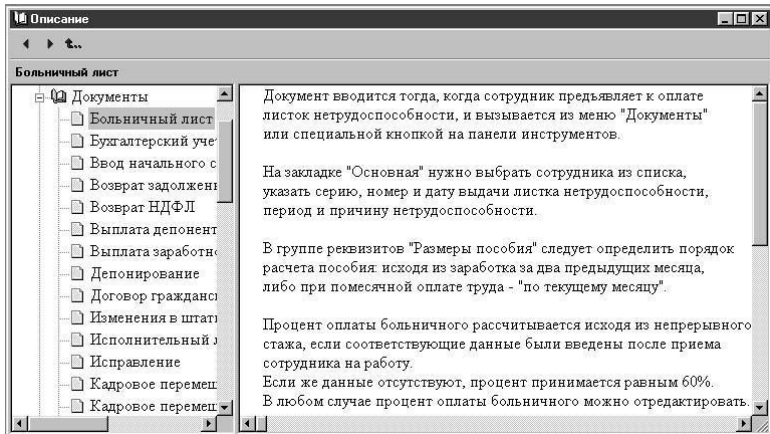 Описание
Больничный лист
Документы
Больничный лист
Бухгалтерский уче
Ввод начального с
Возврат задолжен
Возврат НДФЛ
Выплата депонент
Выплата заработн
Депонирование
Договор гражданс
Изменения в штат
Исполнительный л
Исправление
Кадровое перемещ
Кадровое перемещ
Документ вводится тогда, когда сотрудник предъявляет к оплате
листок нетрудоспособности, и вызывается из меню "Документы"
или специальной кнопкой на панели инструментов.
На закладке "Основная" нужно выбрать сотрудника из списка,
указать серию, номер и дату выдачи листка нетрудоспособности,
период и причину нетрудоспособности.
В группе реквизитов "Размеры пособия" следует определить порядок
расчета пособия: исходя из заработка за два предыдущих месяца,
либо при помесячной оплате труда - "по текущему месяцу".
Процент оплаты больничного рассчитывается исходя из непрерывного
стажа, если соответствующие данные были введены после приема
сотрудника на работу.
Если же данные отсутствуют, процент принимается равным 60%.
В любом случае процент оплаты больничного можно отредактировать.